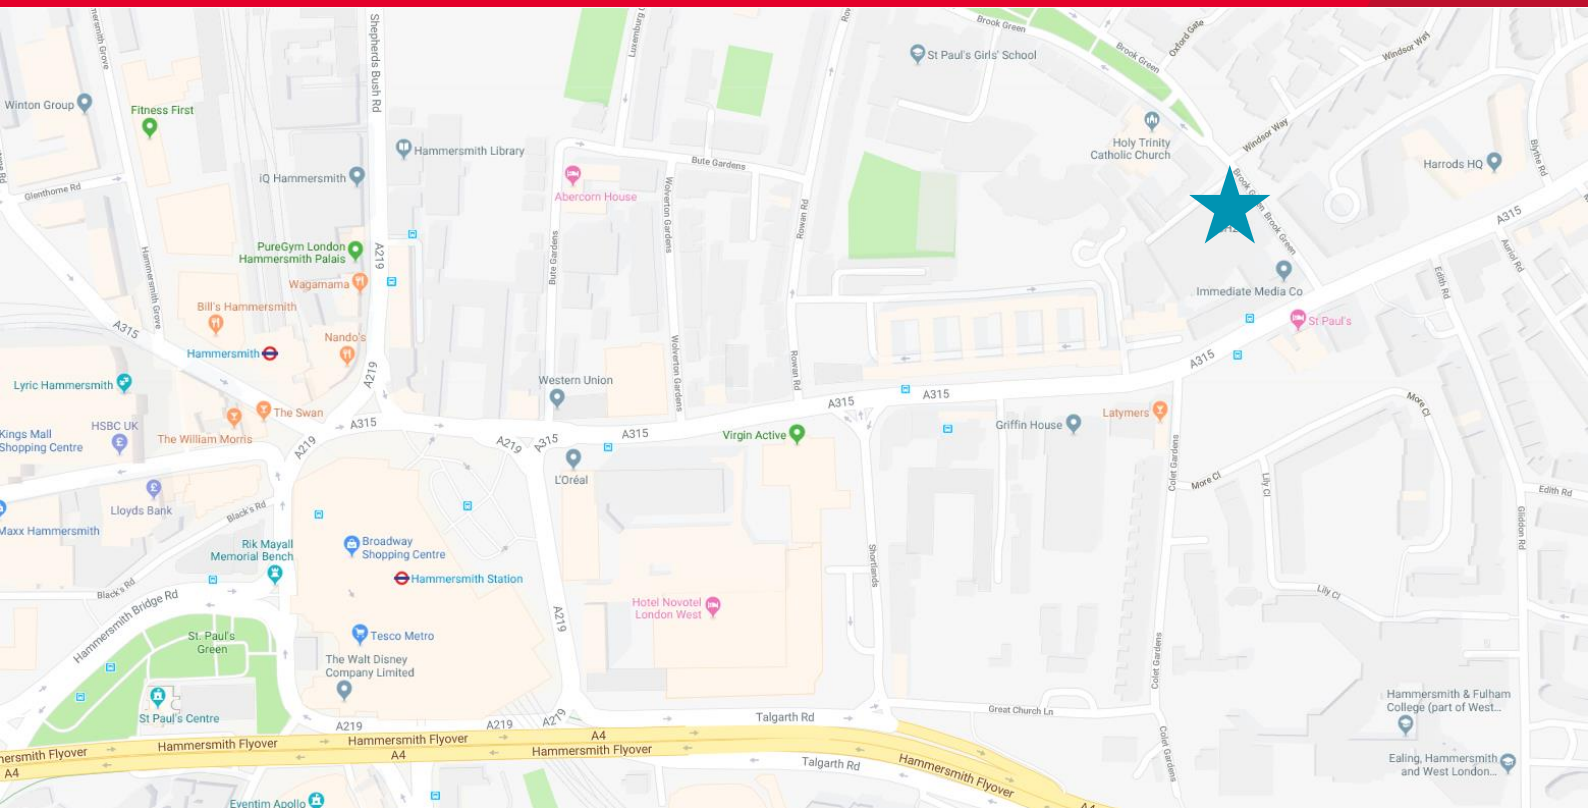 Brook Green
Oxford Gate
Windsor Way
Shepherds Bush Rd
St Paul's Girls' School
Brook Green
Winton Group
Fitness First
Hammersmith Library
Holy Trinity
Catholic Church
Windsor Way
Harrods HQ
Blythe Rd
Bute Gardens
iQ Hammersmith
Abercorn House
Glenthorne Rd
Wolverton Gardens
Rowan Rd
Brook Green
Brook Green
A315
PureGym London
Hammersmith Palais
A219
Hammersmith Grove
Bute Gardens
Auriol Rd
Edith Rd
Wagamama
Immediate Media Co
Bill's Hammersmith
St Paul's
A315
Nando's
Hammersmith
Wolverton Gardens
Rowan Rd
A315
Lyric Hammersmith
A219
Western Union
A315
A315
More Cl
The Swan
Latymers
HSBC UK
Kings Mall
Shopping Centre
The William Morris
A315
A219
A219
A315
A315
Virgin Active
Griffin House
L'Oréal
Colet Gardens
More Cl
Lily Cl
Edith Rd
Lloyds Bank
Black's Rd
Maxx Hammersmith
Gliddon Rd
Rik Mayall
Memorial Bench
Broadway
Shopping Centre
Hammersmith Station
Shortlands
Black's Rd
Lily Cl
Hammersmith Bridge Rd
Hotel Novotel
London West
A219
St. Paul's
Green
Tesco Metro
The Walt Disney
Company Limited
Colet Gardens
Hammersmith & Fulham
College (part of West...
St Paul's Centre
A219
A219
A219
Talgarth Rd
Great Church Ln
Hammersmith Flyover
Hammersmith Flyover
A4
A4
Hammersmith Flyover
A4
Talgarth Rd
Hammersmith Flyover
Colet Gardens
Ealing, Hammersmith
and West London...
Eventim Apollo
A4